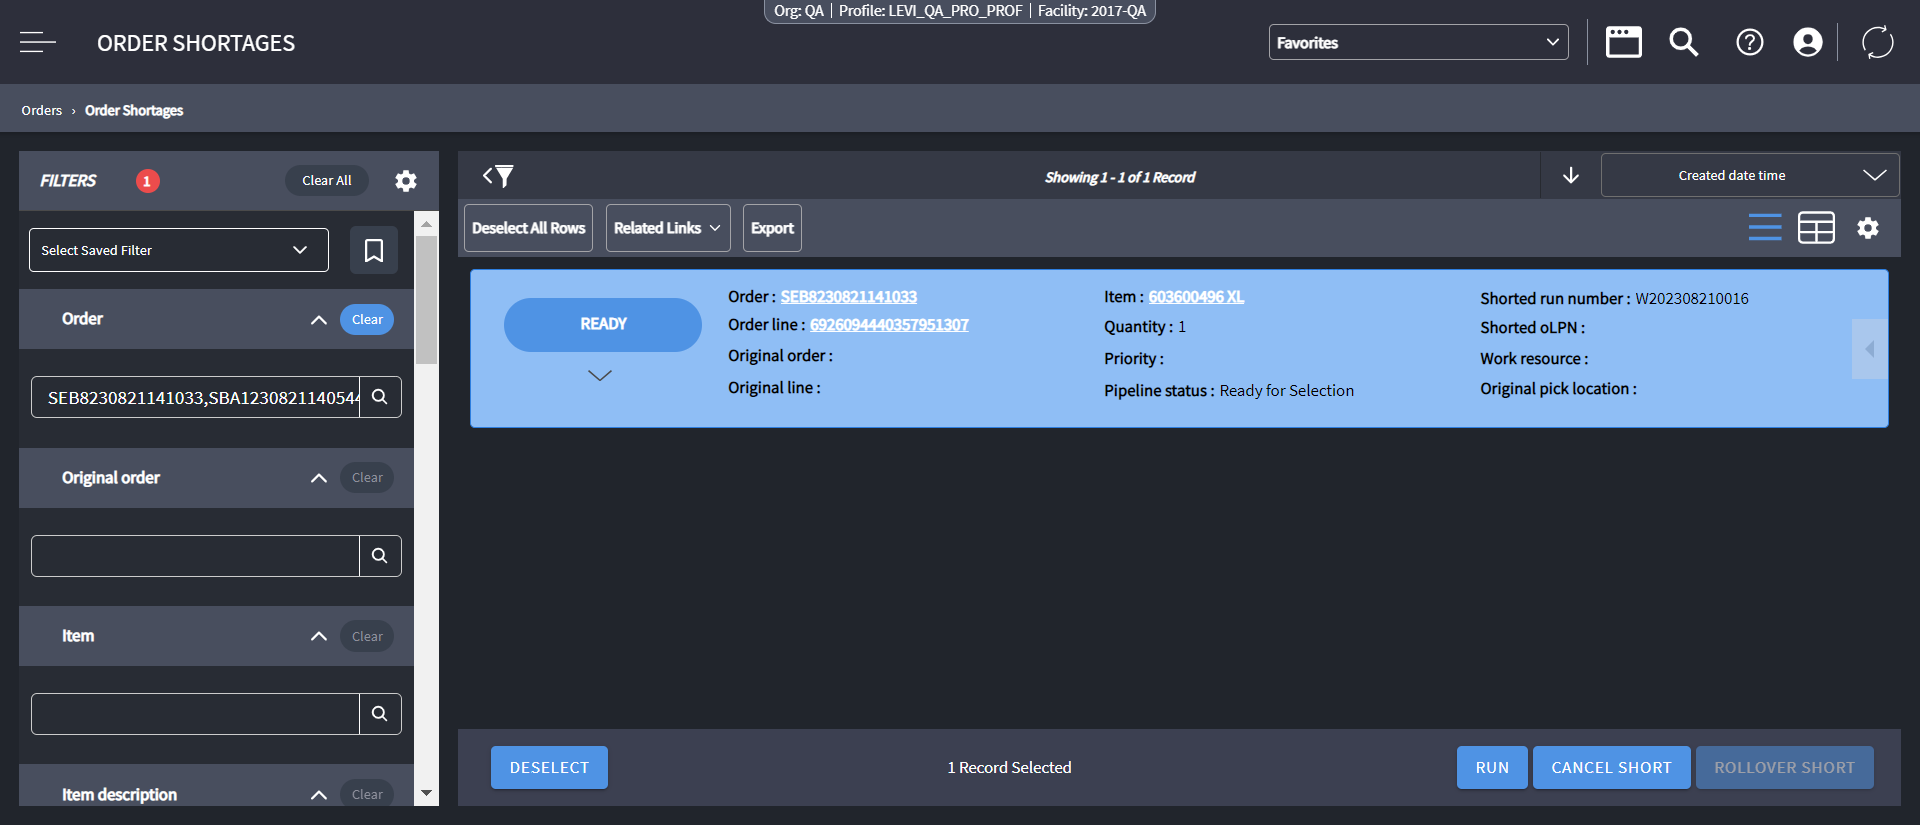 Org: QA | Profile: LEVI_QA_PRO_PROF | Facility: 2017-QA
ORDER SHORTAGES
Favorites
Orders › Order Shortages
FILTERS
1
Clear All
Select Saved Filter
Order
Clear
SEB8230821141033,SBA1230821140544
Original order
Clear
Item
Clear
Item description
Clear
Showing 1 - 1 of 1 Record
Created date time
Deselect All Rows
Related Links
Export
READY
Order : SEB8230821141033
Order line : 6926094440357951307
Original order :
Original line :
Item : 603600496 XL
Quantity : 1
Priority :
Pipeline status : Ready for Selection
Shorted run number : W202308210016
Shorted oLPN :
Work resource :
Original pick location :
DESELECT
1 Record Selected
RUN
CANCEL SHORT
ROLLOVER SHORT